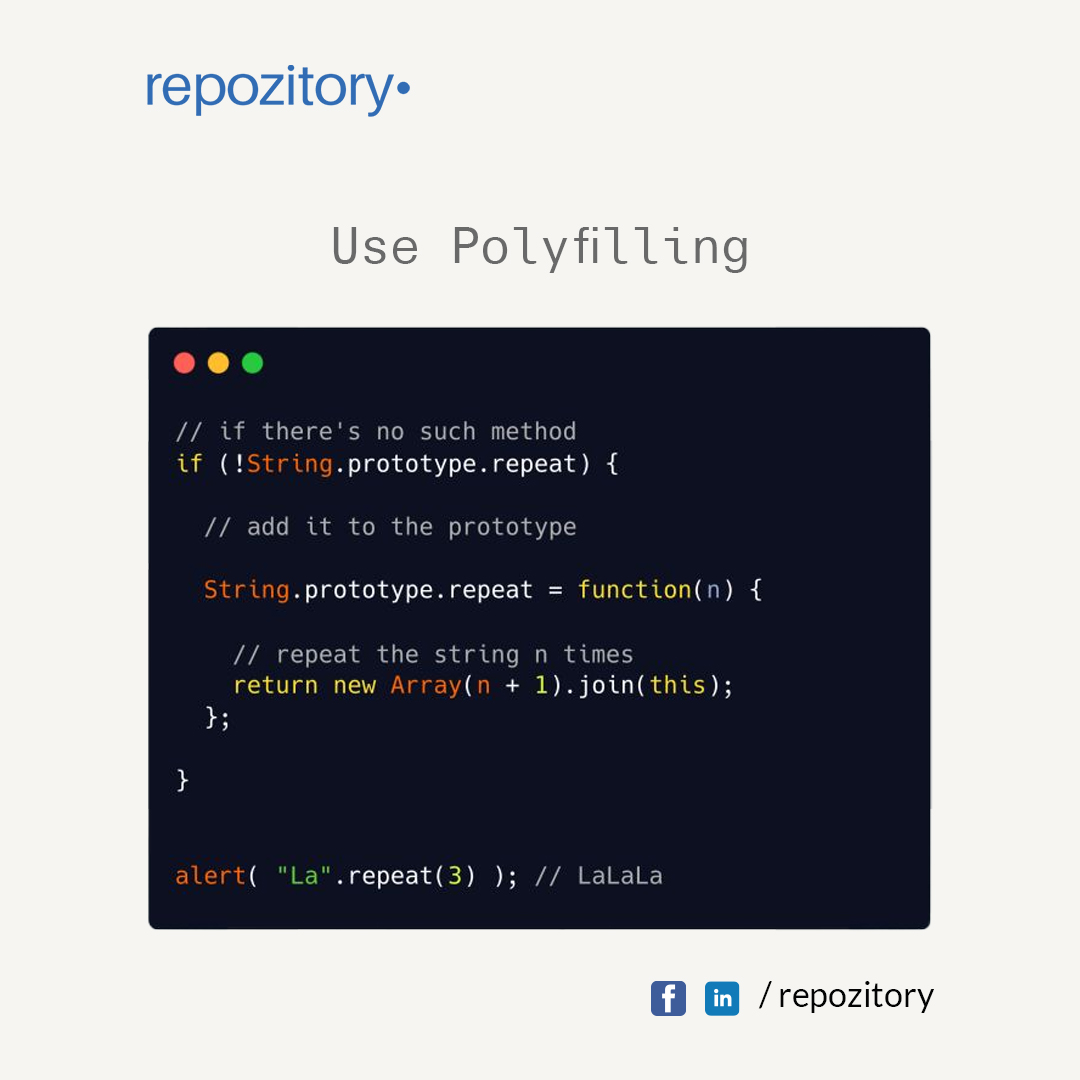 repozitory•
Use Polyfilling
// if there's no such method
if (!String.prototype.repeat) {
// add it to the prototype
String.prototype.repeat = function(n) {
// repeat the string n times
return new Array(n + 1).join(this);
};
}
alert( "La".repeat(3) ); // LaLaLa
f in /repozitory